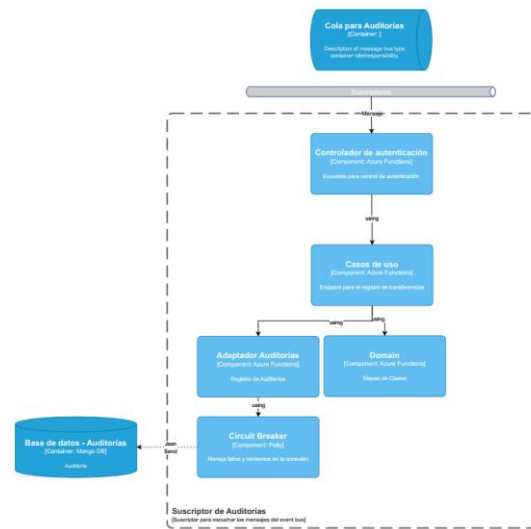 Cola para Auditorías
[Container: ]
Description of message bus type
container role/responsibility.
Suscriptores
Mensaje
Controlador de autenticación
[Component: Azure Functions]
Expuesto para control de autenticación
using
Casos de uso
[Component: Azure Functions]
Endpoint para el registro de transferencias
using
using
Adaptador Auditorías
[Component: Azure Functions]
Registro de Auditorías
Domain
[Component: Azure Functions]
Mapeo de Clases
using
Circuit Breaker
[Component: Polly]
Maneja fallas y reintentos en la conexión
Json
Send
Base de datos - Auditorías
[Container: Mango DB]
Auditoría
Suscriptor de Auditorías
[Suscriptor para escuchar los mensajes del event bus]